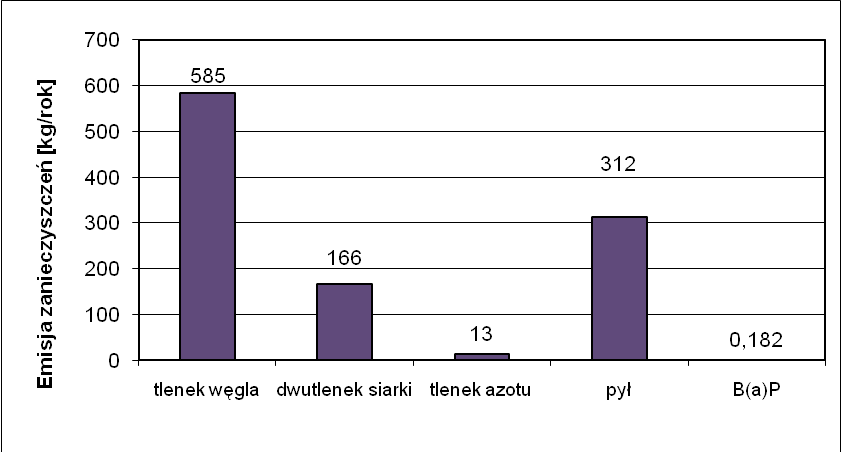 Emisja zanieczyszczeń [kg/rok]
700
600
500
400
300
200
100
0
585
166
13
312
0,182
tlenek węgla
dwutlenek siarki
tlenek azotu
pył
B(a)P